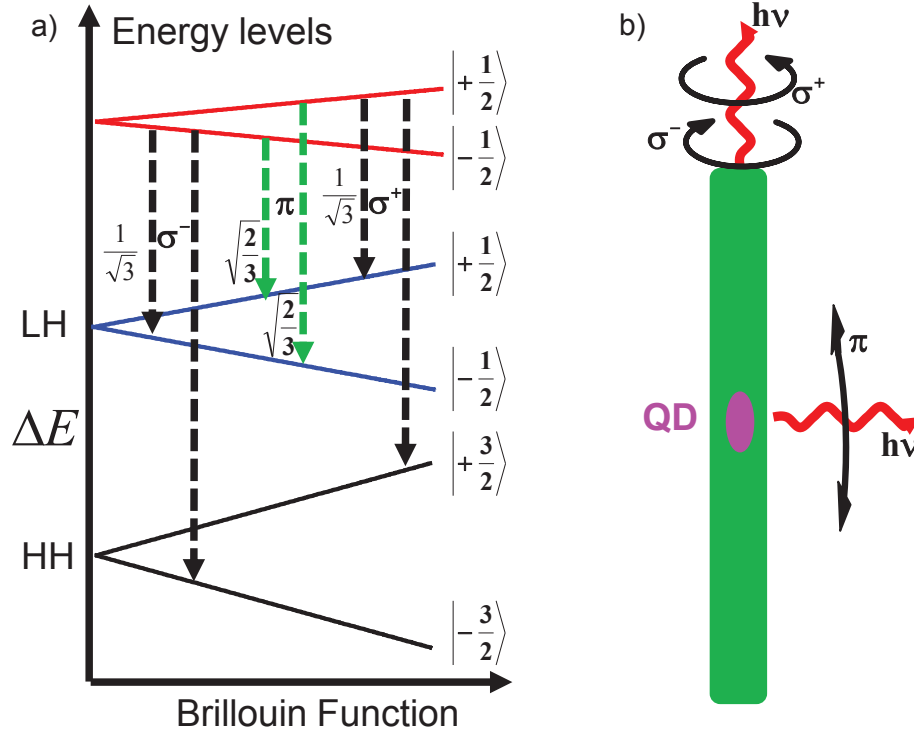 a)
Energy levels
|+1/2⟩
|-1/2⟩
1/√3
σ⁻
√(2/3)
π
√(2/3)
1/√3
σ⁺
|+1/2⟩
LH
|-1/2⟩
ΔE
|+3/2⟩
HH
|-3/2⟩
Brillouin Function
b)
hν
σ⁺
σ⁻
π
QD
hν